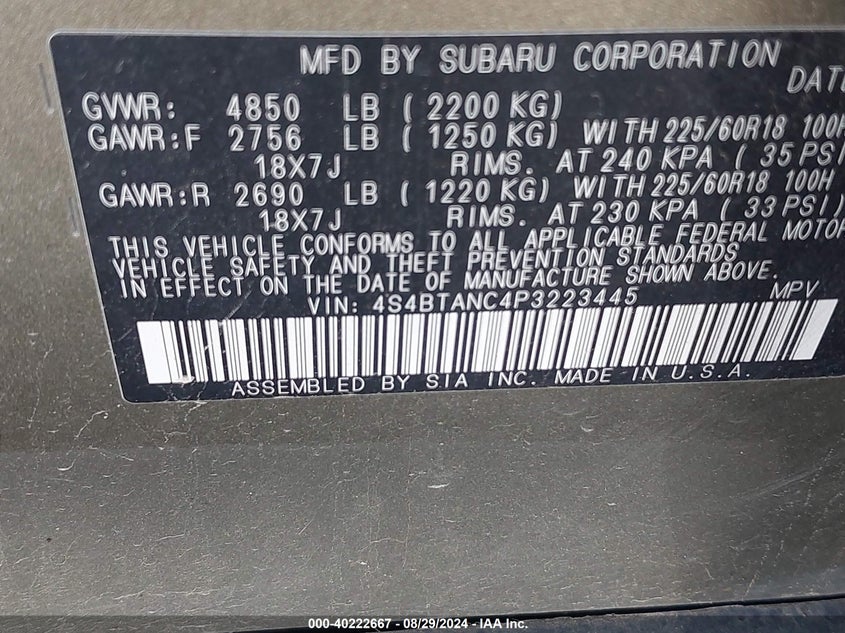 MFD BY SUBARU CORPORATION
DATE
GVWR: 4850 LB ( 2200 KG)
GAWR:F 2756 LB ( 1250 KG) WITH 225/60R18 100H
18X7J RIMS. AT 240 KPA ( 35 PSI
GAWR:R 2690 LB ( 1220 KG) WITH 225/60R18 100H
18X7J RIMS. AT 230 KPA ( 33 PSI)
THIS VEHICLE CONFORMS TO ALL APPLICABLE FEDERAL MOTOR
VEHICLE SAFETY AND THEFT PREVENTION STANDARDS
IN EFFECT ON THE DATE OF MANUFACTURE SHOWN ABOVE.
VIN: 4S4BTANC4P3223445 MPV
ASSEMBLED BY SIA INC. MADE IN U.S.A.
000-40222667 - 08/29/2024 - IAA Inc.